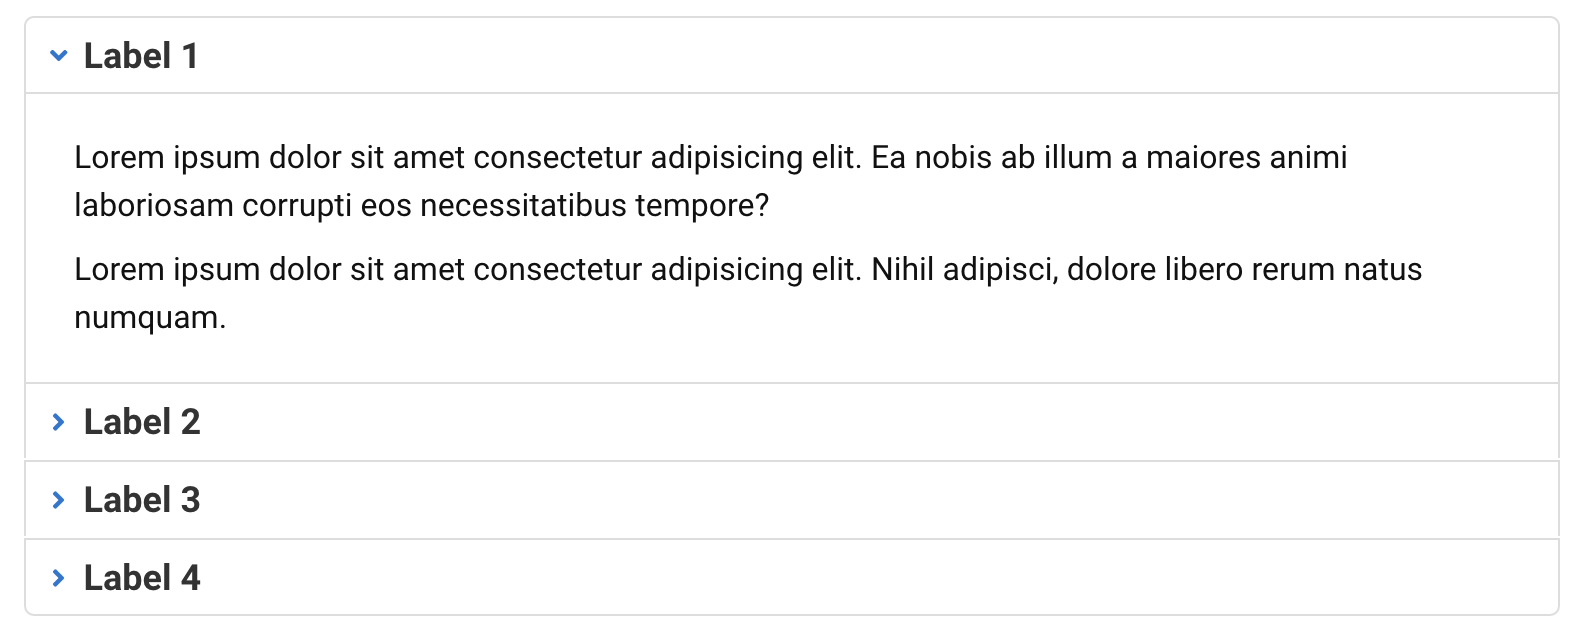 Label 1
Lorem ipsum dolor sit amet consectetur adipisicing elit. Ea nobis ab illum a maiores animi
laboriosam corrupti eos necessitatibus tempore?
Lorem ipsum dolor sit amet consectetur adipisicing elit. Nihil adipisci, dolore libero rerum natus
numquam.
Label 2
Label 3
Label 4